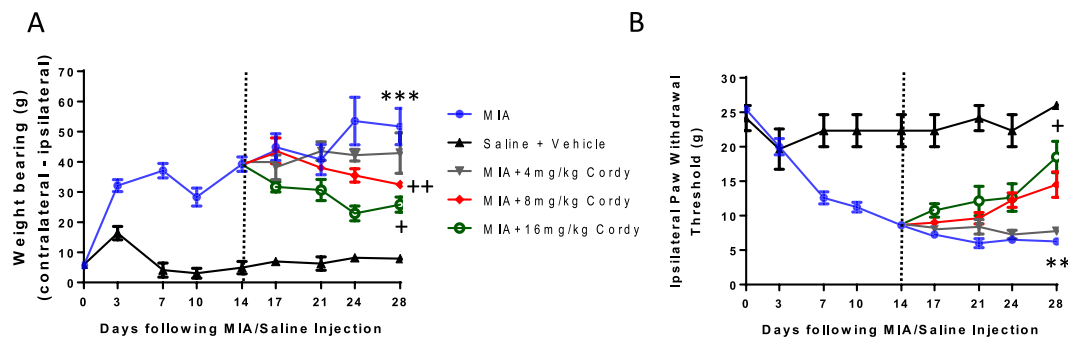 A
Weight bearing (g)
(contralateral - ipsilateral)
70
60
50
40
30
20
10
0
0 3 7 10 14 17 21 24 28
Days following MIA/Saline Injection
***
++
+
MIA
Saline + Vehicle
MIA+4mg/kg Cordy
MIA+8mg/kg Cordy
MIA+16mg/kg Cordy
B
Ipsilateral Paw Withdrawal
Threshold (g)
30
25
20
15
10
5
0
0 3 7 10 14 17 21 24 28
Days following MIA/Saline Injection
+
**